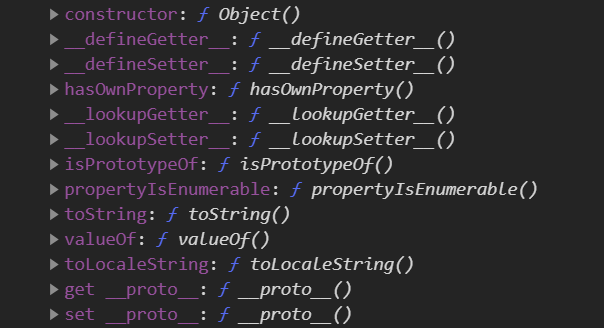 constructor: ƒ Object()
__defineGetter__: ƒ __defineGetter__()
__defineSetter__: ƒ __defineSetter__()
hasOwnProperty: ƒ hasOwnProperty()
__lookupGetter__: ƒ __lookupGetter__()
__lookupSetter__: ƒ __lookupSetter__()
isPrototypeOf: ƒ isPrototypeOf()
propertyIsEnumerable: ƒ propertyIsEnumerable()
toString: ƒ toString()
valueOf: ƒ valueOf()
toLocaleString: ƒ toLocaleString()
get __proto__: ƒ __proto__()
set __proto__: ƒ __proto__()